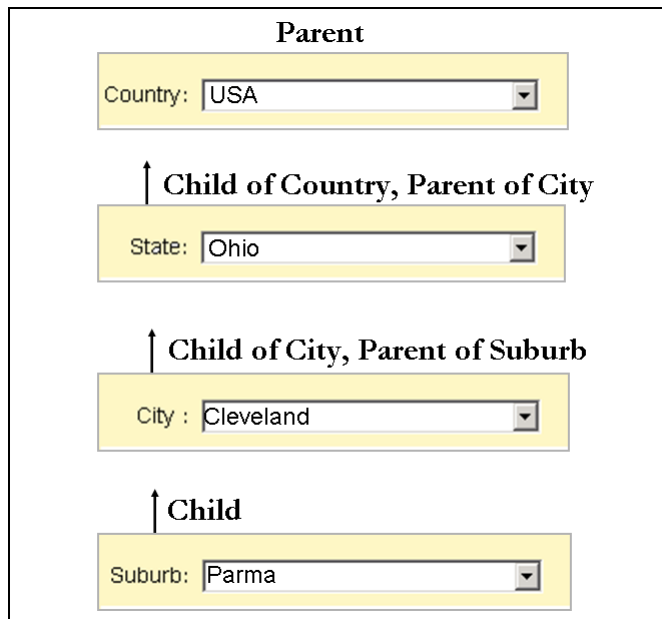 Parent
Country: USA
Child of Country, Parent of City
State: Ohio
Child of City, Parent of Suburb
City : Cleveland
Child
Suburb: Parma